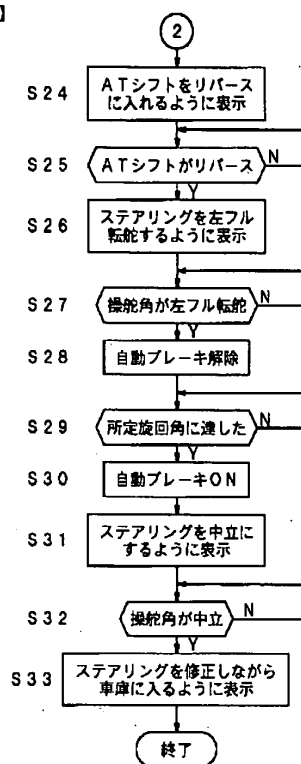 】
2
S24
ATシフトをリバース
に入れるように表示
S25
ATシフトがリバース
N
Y
S26
ステアリングを左フル
転舵するように表示
S27
操舵角が左フル転舵
N
Y
S28
自動ブレーキ解除
S29
所定旋回角に達した
N
Y
S30
自動ブレーキON
S31
ステアリングを中立に
するように表示
S32
操舵角が中立
N
Y
S33
ステアリングを修正しながら
車庫に入るように表示
終了